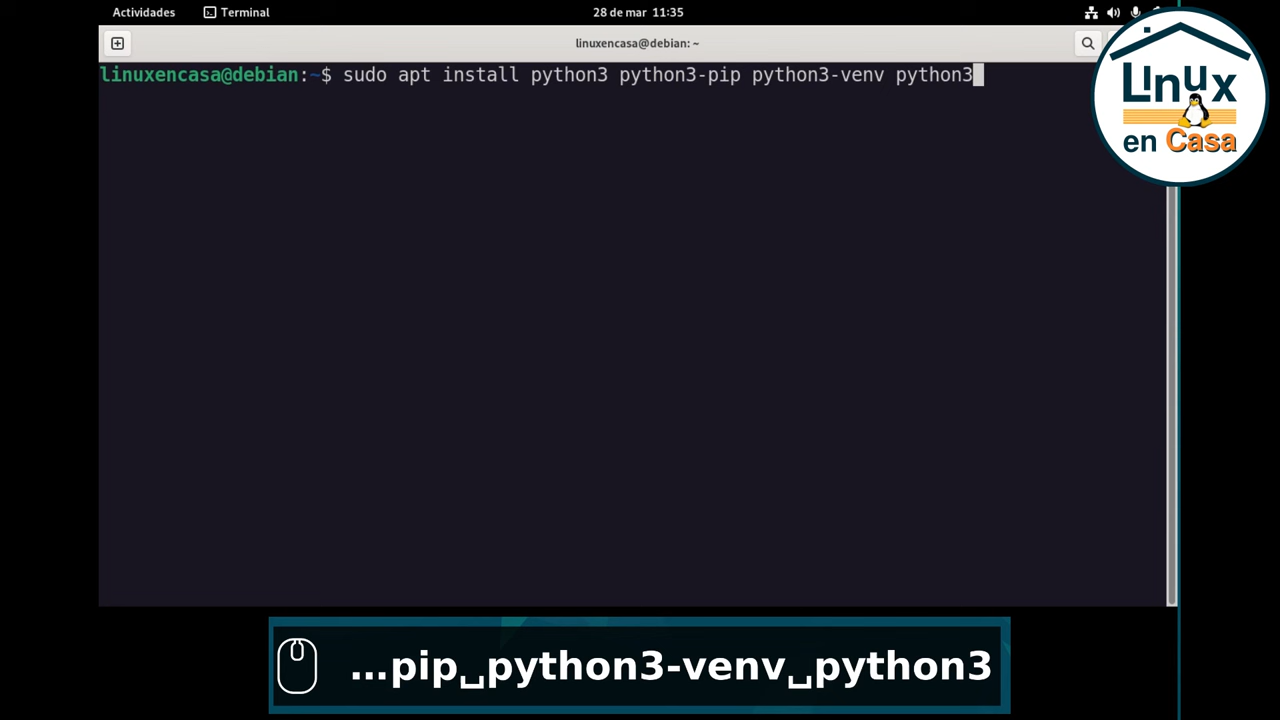 Actividades Terminal 28 de mar 11:35
linuxencasa@debian: ~
linuxencasa@debian:~$ sudo apt install python3 python3-pip python3-venv python3
Linux
en Casa
...pip␣python3-venv␣python3